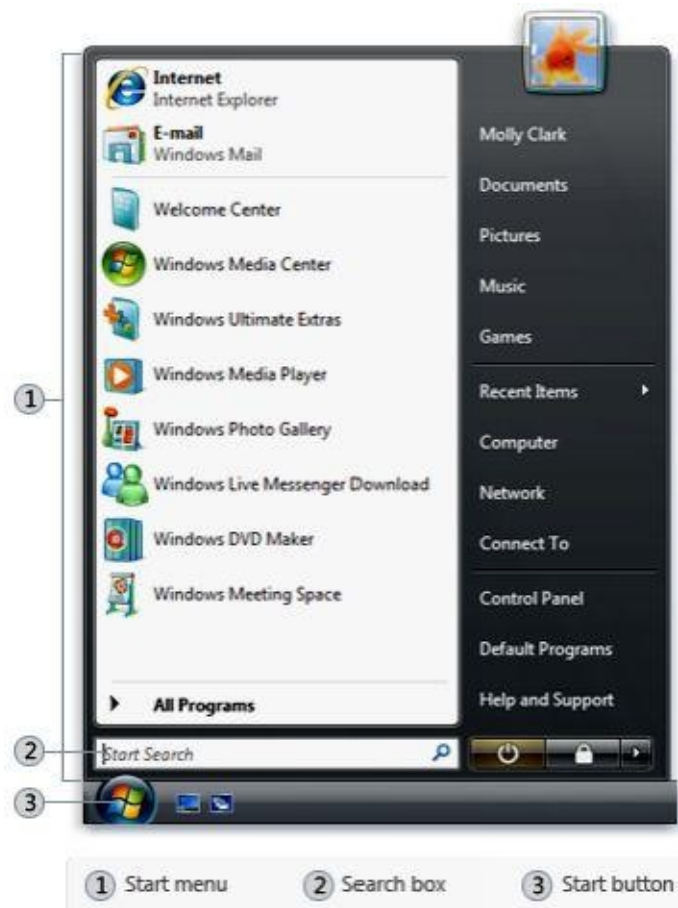 Internet
Internet Explorer
E-mail
Windows Mail
Welcome Center
Windows Media Center
Windows Ultimate Extras
Windows Media Player
Windows Photo Gallery
Windows Live Messenger Download
Windows DVD Maker
Windows Meeting Space
All Programs
Start Search
Molly Clark
Documents
Pictures
Music
Games
Recent Items
Computer
Network
Connect To
Control Panel
Default Programs
Help and Support
1
2
3
1 Start menu 2 Search box 3 Start button